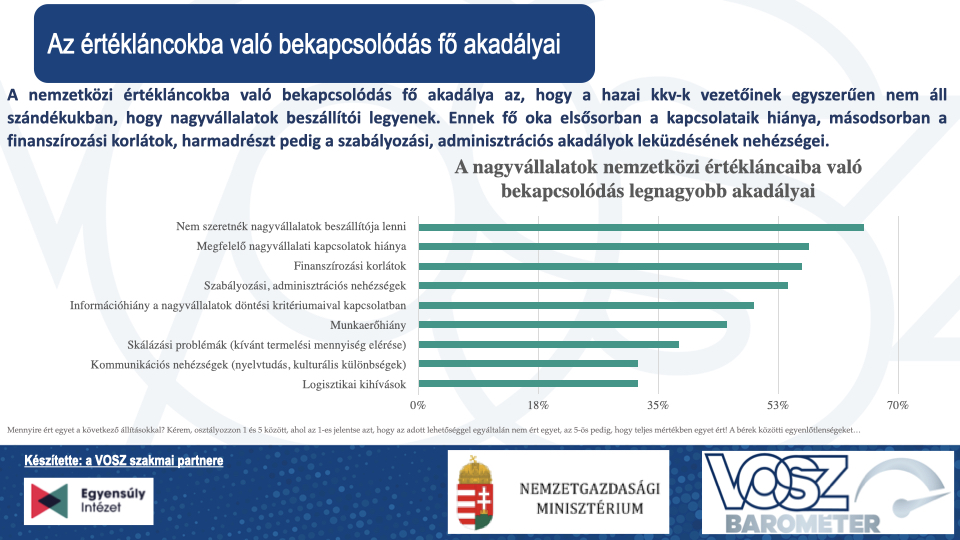 Az értékláncokba való bekapcsolódás fő akadályai
A nemzetközi értékláncokba való bekapcsolódás fő akadálya az, hogy a hazai kkv-k vezetőinek egyszerűen nem áll
szándékukban, hogy nagyvállalatok beszállítói legyenek. Ennek fő oka elsősorban a kapcsolataik hiánya, másodsorban a
finanszírozási korlátok, harmadrészt pedig a szabályozási, adminisztrációs akadályok leküzdésének nehézségei.
A nagyvállalatok nemzetközi értékláncaiba való
bekapcsolódás legnagyobb akadályai
Nem szeretnék nagyvállalatok beszállítója lenni
Megfelelő nagyvállalati kapcsolatok hiánya
Finanszírozási korlátok
Szabályozási, adminisztrációs nehézségek
Információhiány a nagyvállalatok döntési kritériumaival kapcsolatban
Munkaerőhiány
Skálázási problémák (kívánt termelési mennyiség elérése)
Kommunikációs nehézségek (nyelvtudás, kulturális különbségek)
Logisztikai kihívások
0% 18% 35% 53% 70%
Mennyire ért egyet a következő állításokkal? Kérem, osztályozzon 1 és 5 között, ahol az 1-es jelentse azt, hogy az adott lehetőséggel egyáltalán nem ért egyet, az 5-ös pedig, hogy teljes mértékben egyet ért! A bérek közötti egyenlőtlenségeket…
Készítette: a VOSZ szakmai partnere
Egyensúly
Intézet
NEMZETGAZDASÁGI
MINISZTÉRIUM
VOSZ
BAROMÉTER